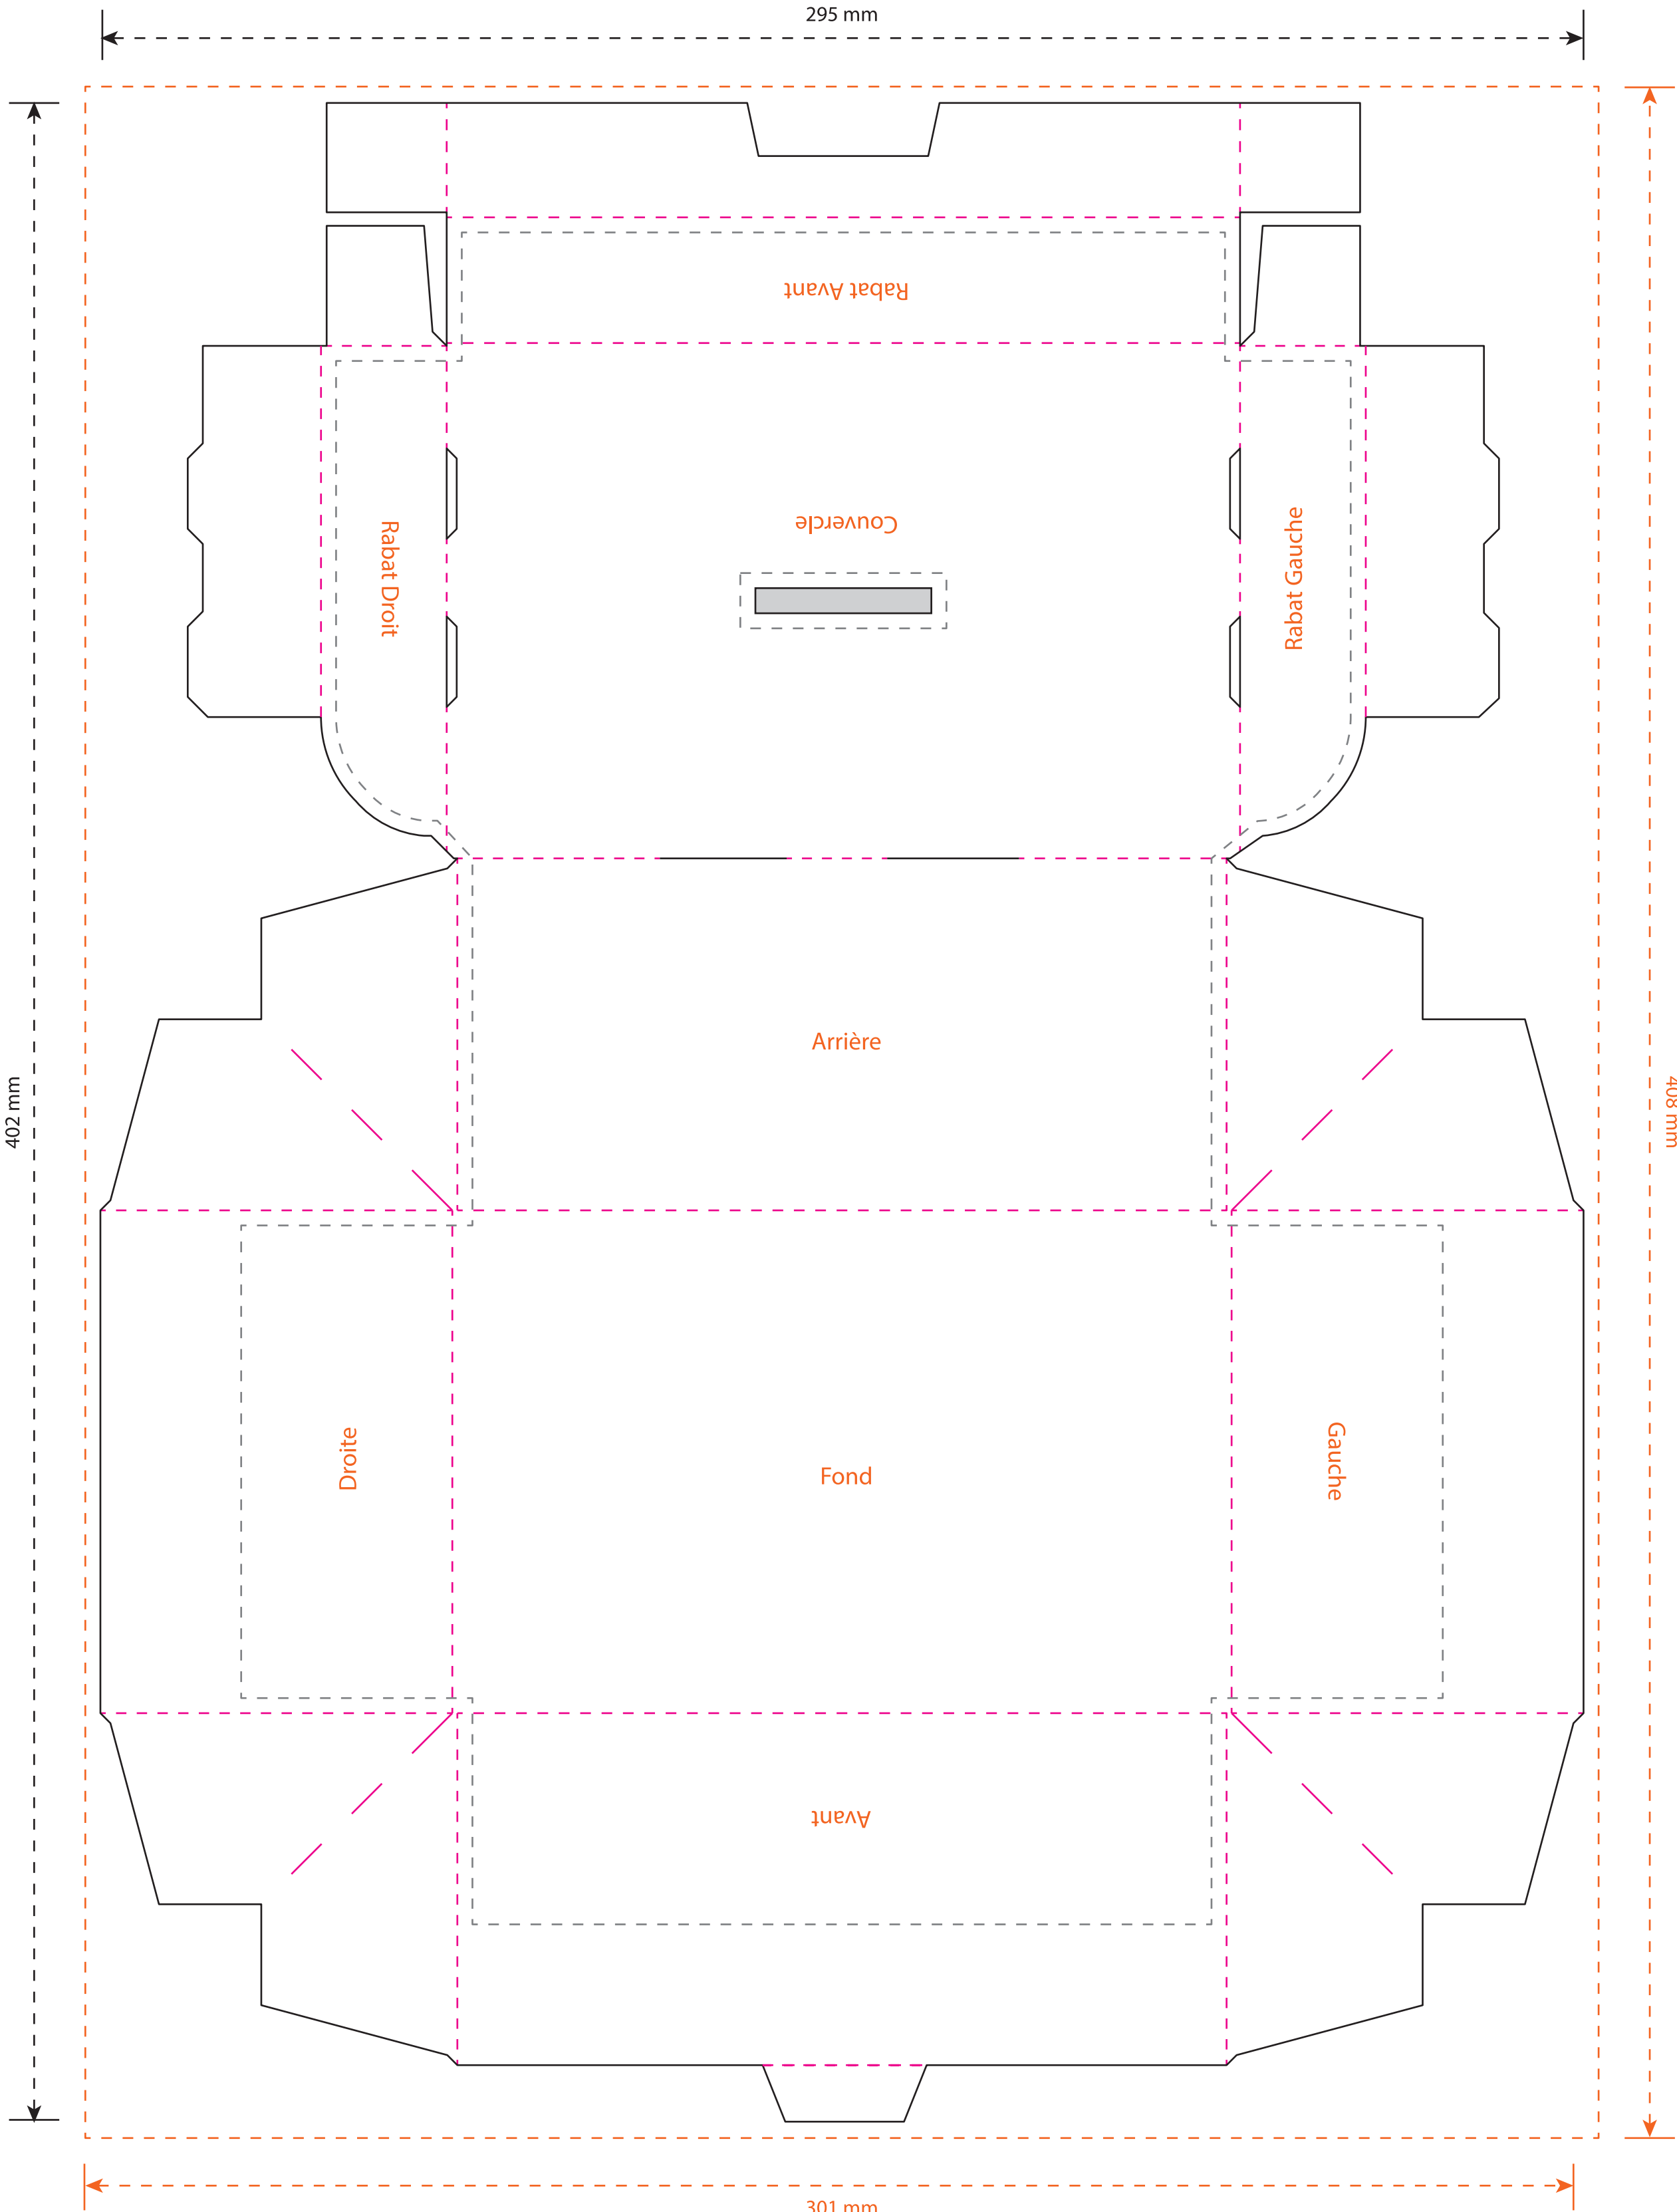 295 mm
Rabat Avant
Couvercle
Rabat Droit
Rabat Gauche
Arrière
402 mm
408 mm
Droite
Fond
Gauche
Avant
301 mm